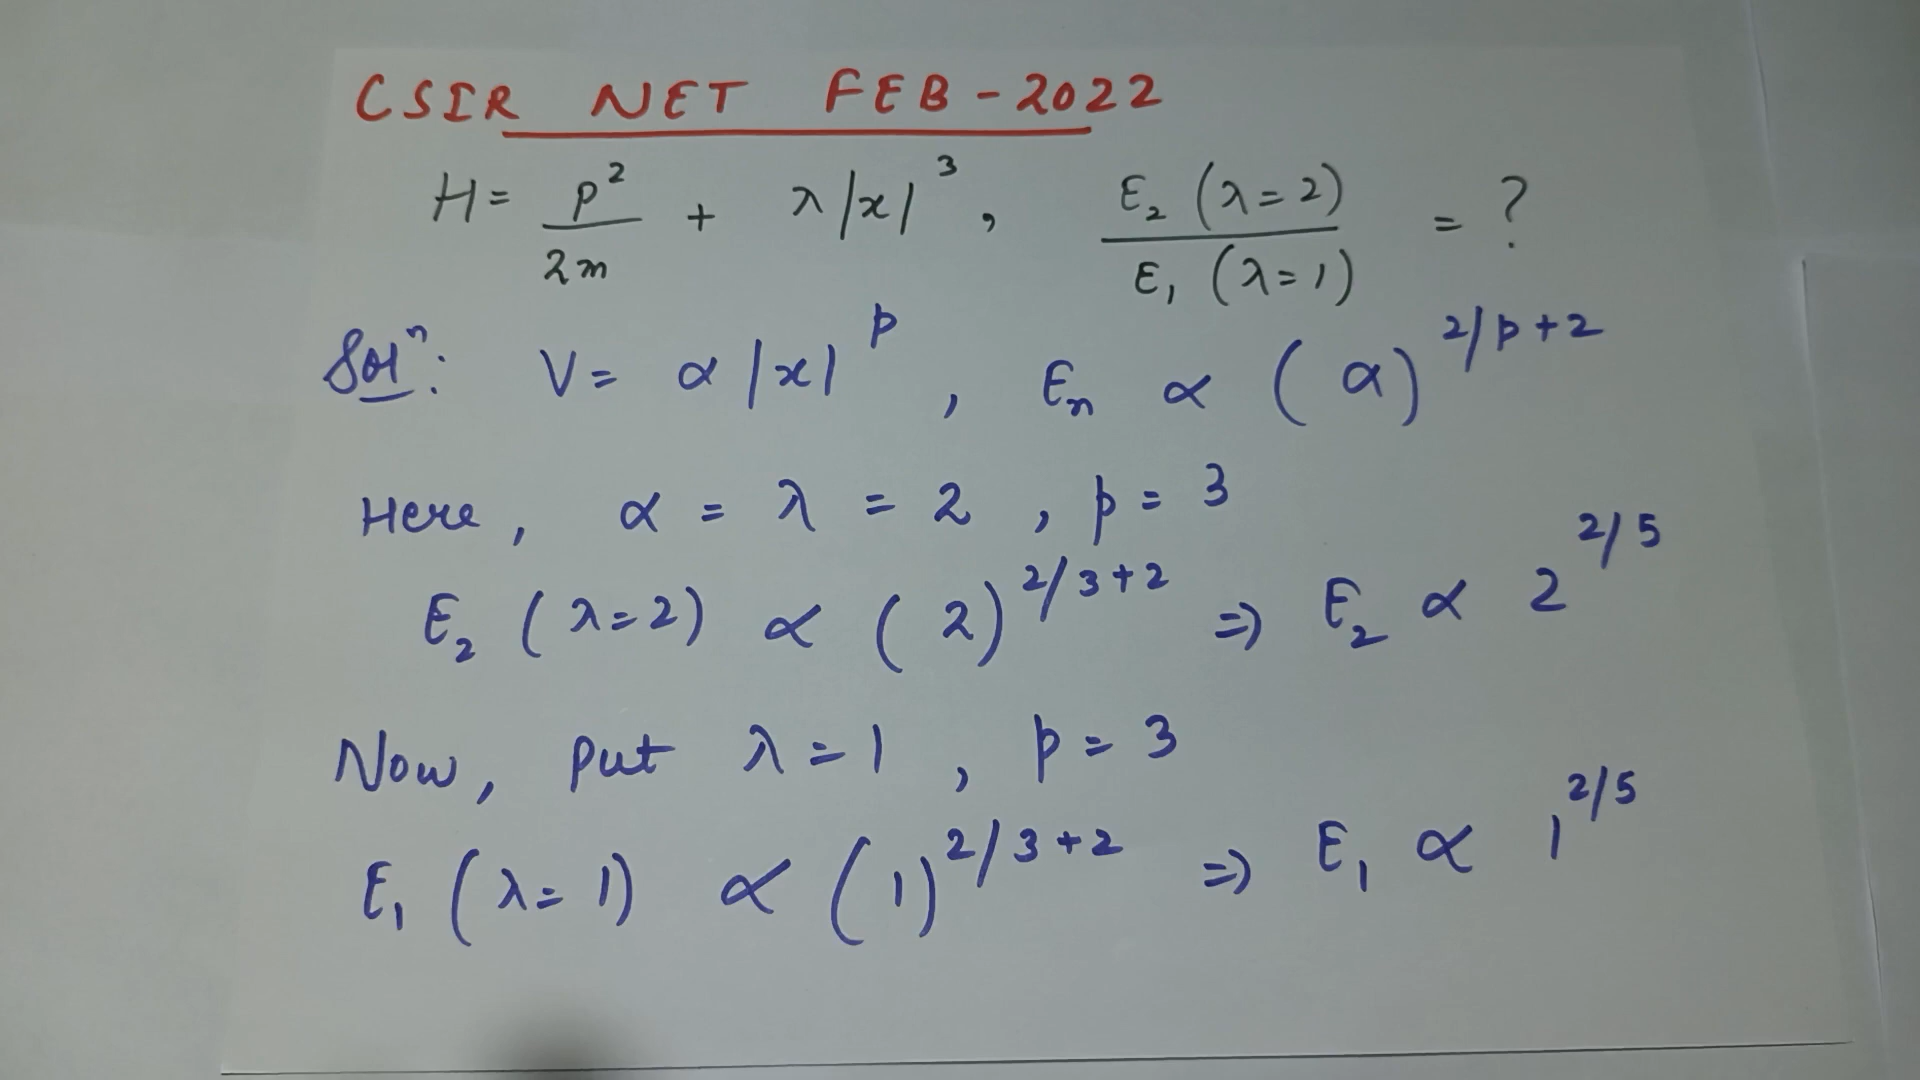 CSIR NET FEB - 2022
H = p²/2m + λ|x|³, E₂ (λ=2) / E₁ (λ=1) = ?
Solⁿ: V = α|x|^p, Eₙ ∝ (α)^2/p+2
Here, α = λ = 2, p = 3
E₂ (λ=2) ∝ (2)^2/3+2 ⇒ E₂ ∝ 2^2/5
Now, put λ = 1, p = 3
E₁ (λ=1) ∝ (1)^2/3+2 ⇒ E₁ ∝ 1^2/5